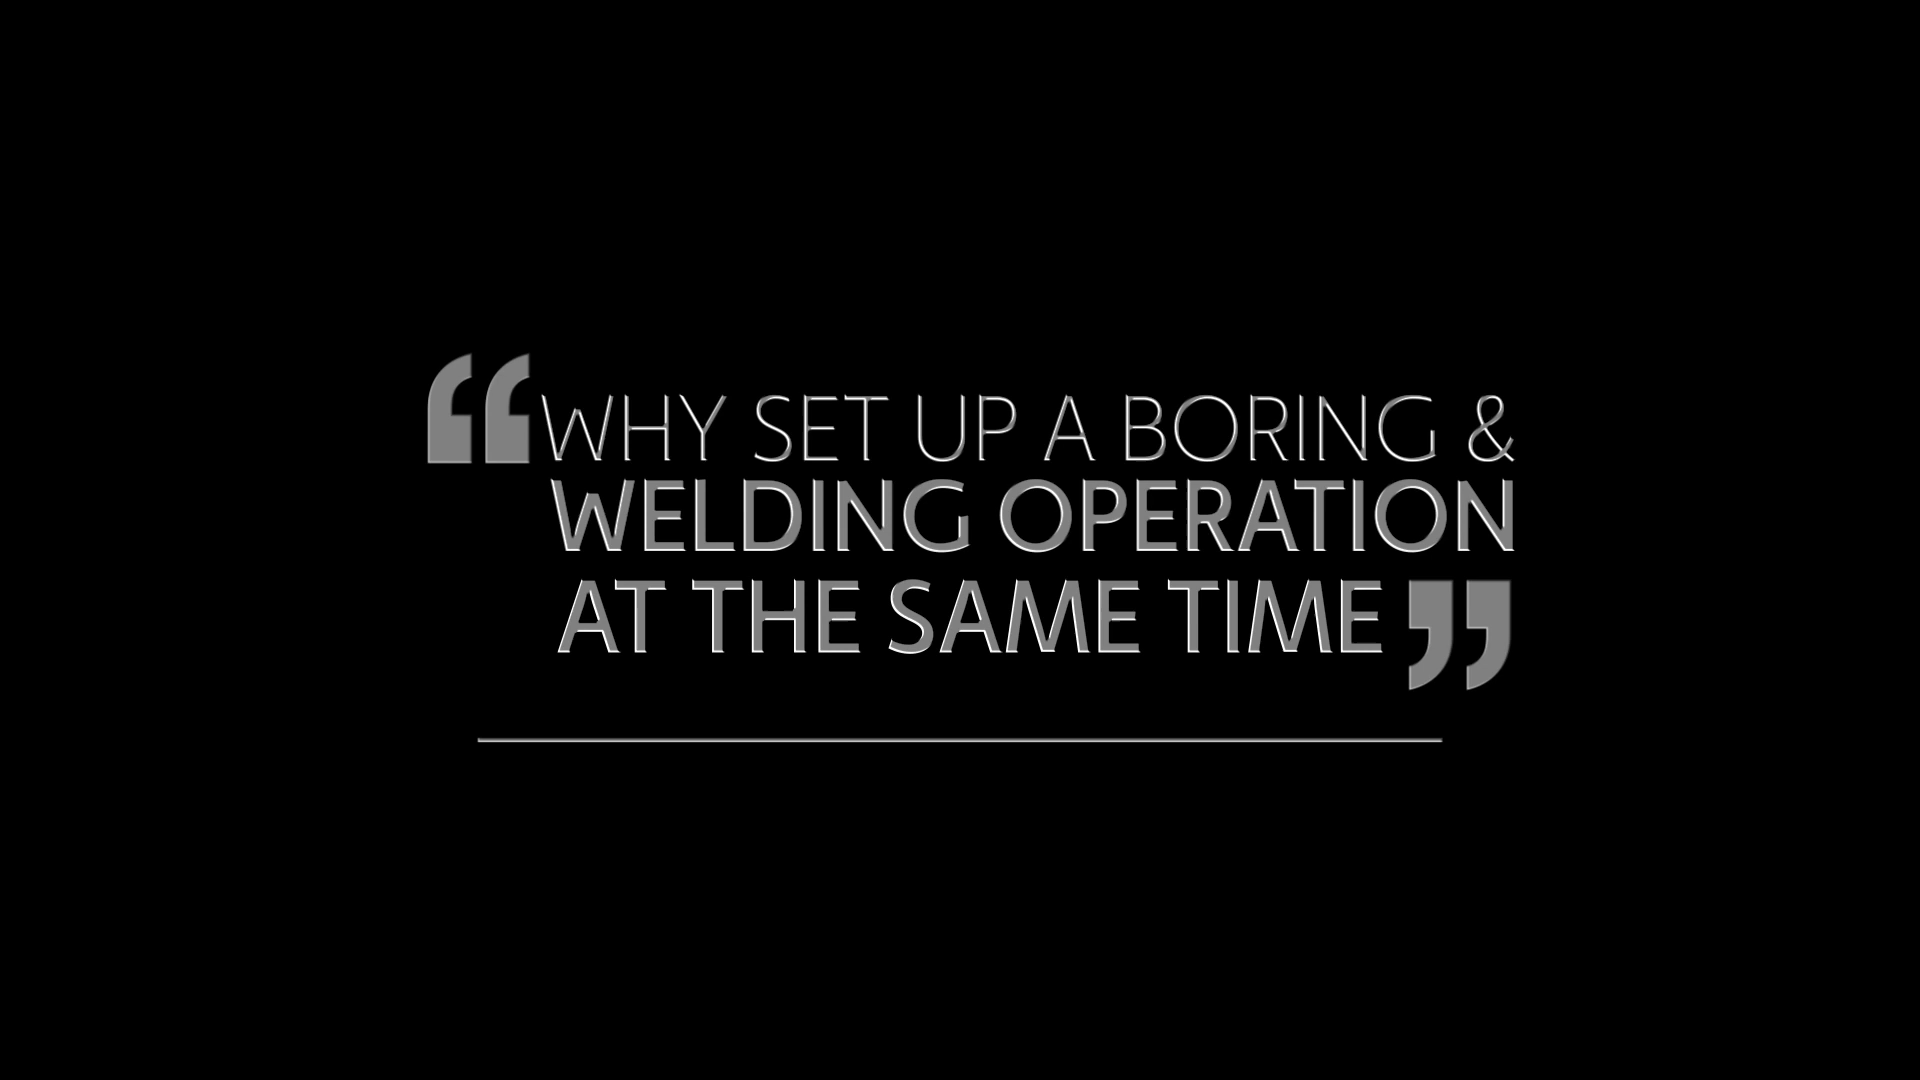 “WHY SET UP A BORING &
WELDING OPERATION
AT THE SAME TIME”